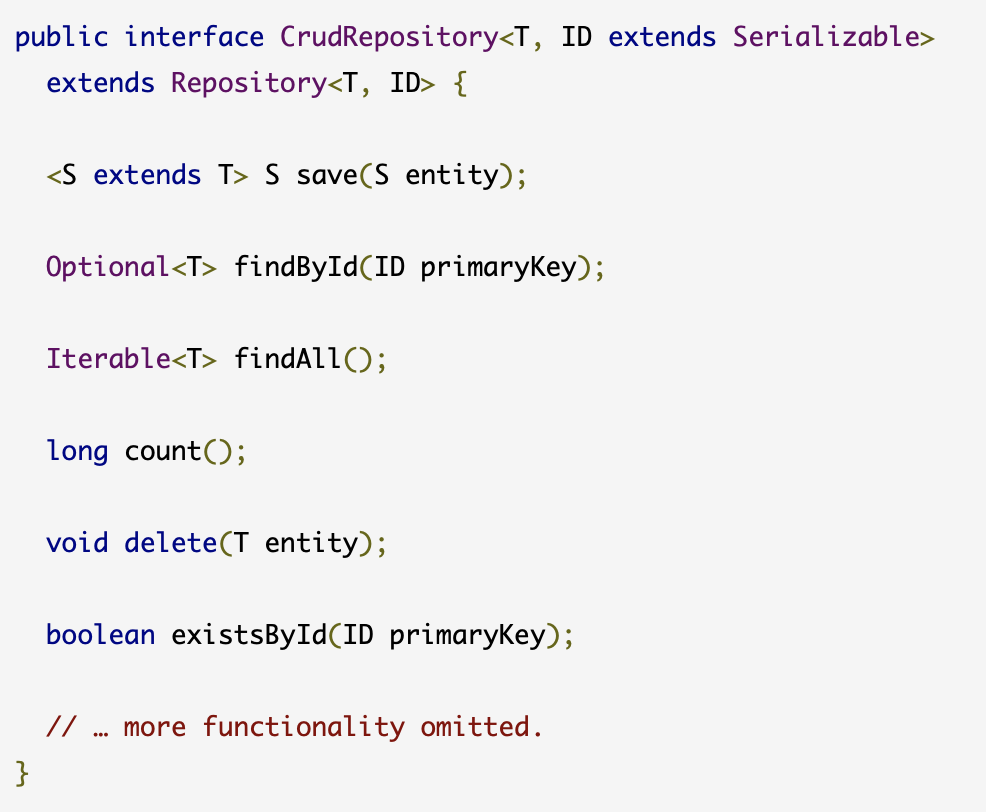 public interface CrudRepository<T, ID extends Serializable>
  extends Repository<T, ID> {

  <S extends T> S save(S entity);

  Optional<T> findById(ID primaryKey);

  Iterable<T> findAll();

  long count();

  void delete(T entity);

  boolean existsById(ID primaryKey);

  // … more functionality omitted.
}